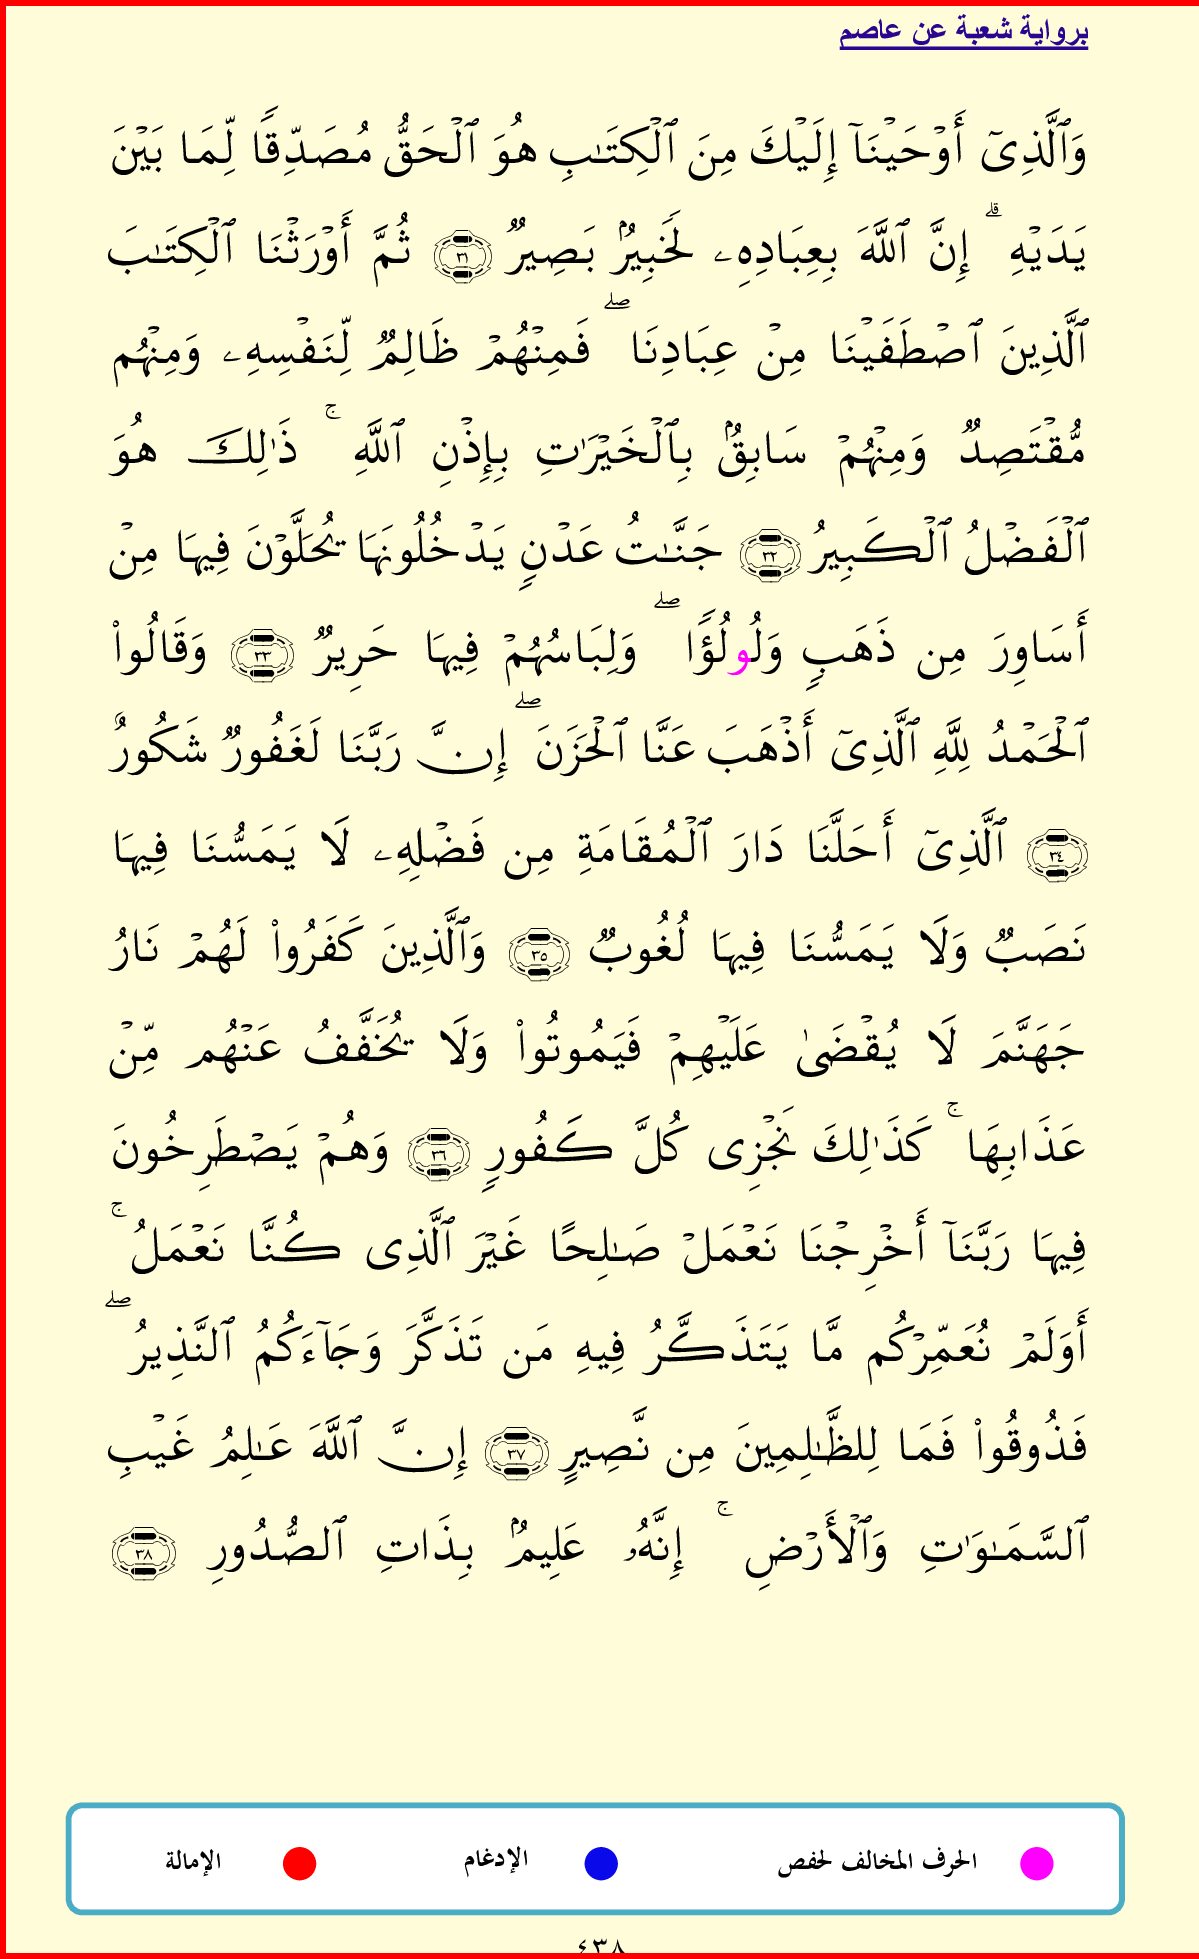 برواية شعبة عن عاصم
وَٱلَّذِىٓ أَوۡحَيۡنَآ إِلَيۡكَ مِنَ ٱلۡكِتَٰبِ هُوَ ٱلۡحَقُّ مُصَدِّقًا لِّمَا بَيۡنَ
يَدَيۡهِۗ إِنَّ ٱللَّهَ بِعِبَادِهِۦ لَخَبِيرُۢ بَصِيرٞ ٣١ ثُمَّ أَوۡرَثۡنَا ٱلۡكِتَٰبَ
ٱلَّذِينَ ٱصۡطَفَيۡنَا مِنۡ عِبَادِنَاۖ فَمِنۡهُمۡ ظَالِمٞ لِّنَفۡسِهِۦ وَمِنۡهُم
مُّقۡتَصِدٞ وَمِنۡهُمۡ سَابِقُۢ بِٱلۡخَيۡرَٰتِ بِإِذۡنِ ٱللَّهِۚ ذَٰلِكَ هُوَ
ٱلۡفَضۡلُ ٱلۡكَبِيرُ ٣٢ جَنَّٰتُ عَدۡنٖ يَدۡخُلُونَهَا يُحَلَّوۡنَ فِيهَا مِنۡ
أَسَاوِرَ مِن ذَهَبٖ وَلُولُؤٗاۖ وَلِبَاسُهُمۡ فِيهَا حَرِيرٞ ٣٣ وَقَالُواْ
ٱلۡحَمۡدُ لِلَّهِ ٱلَّذِىٓ أَذۡهَبَ عَنَّا ٱلۡحَزَنَۖ إِنَّ رَبَّنَا لَغَفُورٞ شَكُورٌ
٣٤ ٱلَّذِىٓ أَحَلَّنَا دَارَ ٱلۡمُقَامَةِ مِن فَضۡلِهِۦ لَا يَمَسُّنَا فِيهَا
نَصَبٞ وَلَا يَمَسُّنَا فِيهَا لُغُوبٞ ٣٥ وَٱلَّذِينَ كَفَرُواْ لَهُمۡ نَارُ
جَهَنَّمَ لَا يُقۡضَىٰ عَلَيۡهِمۡ فَيَمُوتُواْ وَلَا يُخَفَّفُ عَنۡهُم مِّنۡ
عَذَابِهَاۚ كَذَٰلِكَ نَجۡزِى كُلَّ كَفُورٖ ٣٦ وَهُمۡ يَصۡطَرِخُونَ
فِيهَا رَبَّنَآ أَخۡرِجۡنَا نَعۡمَلۡ صَٰلِحًا غَيۡرَ ٱلَّذِى كُنَّا نَعۡمَلُۚ
أَوَلَمۡ نُعَمِّرۡكُم مَّا يَتَذَكَّرُ فِيهِ مَن تَذَكَّرَ وَجَآءَكُمُ ٱلنَّذِيرُۖ
فَذُوقُواْ فَمَا لِلظَّٰلِمِينَ مِن نَّصِيرٍ ٣٧ إِنَّ ٱللَّهَ عَٰلِمُ غَيۡبِ
ٱلسَّمَٰوَٰتِ وَٱلۡأَرۡضِۚ إِنَّهُۥ عَلِيمُۢ بِذَاتِ ٱلصُّدُورِ ٣٨
الحرف المخالف لحفص الإدغام الإمالة
٤٣٨